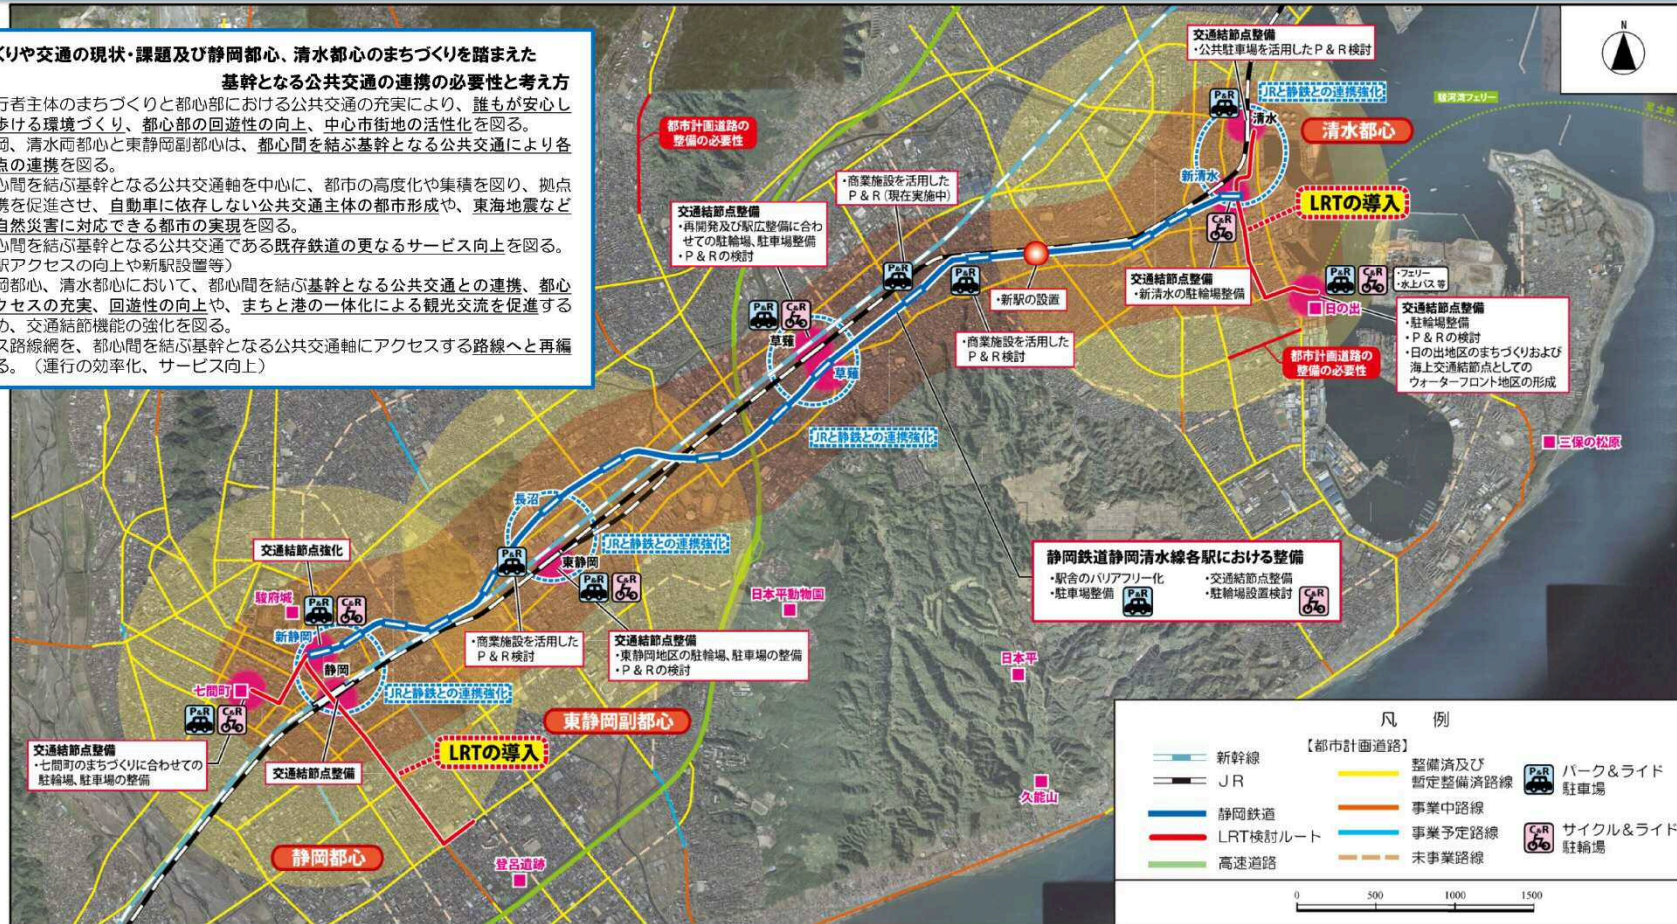 くりや交通の現状・課題及び静岡都心、清水都心のまちづくりを踏まえた
基幹となる公共交通の連携の必要性と考え方
行者主体のまちづくりと都心部における公共交通の充実により、誰もが安心し
歩ける環境づくり、都心部の回遊性の向上、中心市街地の活性化を図る。
岡、清水両都心と東静岡副都心は、都心間を結ぶ基幹となる公共交通により各
点の連携を図る。
心間を結ぶ基幹となる公共交通軸を中心に、都市の高度化や集積を図り、拠点
携を促進させ、自動車に依存しない公共交通主体の都市形成や、東海地震など
自然災害に対応できる都市の実現を図る。
心間を結ぶ基幹となる公共交通である既存鉄道の更なるサービス向上を図る。
駅アクセスの向上や新駅設置等)
岡都心、清水都心において、都心間を結ぶ基幹となる公共交通との連携、都心
クセスの充実、回遊性の向上や、まちと港の一体化による観光交流を促進する
め、交通結節機能の強化を図る。
ス路線網を、都心間を結ぶ基幹となる公共交通軸にアクセスする路線へと再編
る。(運行の効率化、サービス向上)
都市計画道路の
整備の必要性
交通結節点整備
・公共駐車場を活用したP&R検討
N
P&R
JRと静鉄との連携強化
清水
清水都心
駿河湾フェリー
新清水
LRTの導入
C&R
・商業施設を活用した
P&R(現在実施中)
交通結節点整備
・再開発及び駅広整備に合わ
せての駐輪場、駐車場整備
・P&Rの検討
P&R
P&R
・新駅の設置
・商業施設を活用した
P&R検討
交通結節点整備
・新清水の駐輪場整備
P&R
C&R
・フェリー
・水上バス等
日の出
交通結節点整備
・駐輪場整備
・P&Rの検討
・日の出地区のまちづくりおよび
海上交通結節点としての
ウォーターフロント地区の形成
都市計画道路の
整備の必要性
三保の松原
P&R
C&R
草薙
草薙
JRと静鉄との連携強化
長沼
JRと静鉄との連携強化
P&R
東静岡
P&R
C&R
・商業施設を活用した
P&R検討
交通結節点整備
・東静岡地区の駐輪場、駐車場の整備
・P&Rの検討
静岡鉄道静岡清水線各駅における整備
・駅舎のバリアフリー化
・駐車場整備
P&R
・交通結節点整備
・駐輪場設置検討
C&R
日本平動物園
日本平
久能山
交通結節点強化
駿府城
P&R
C&R
新静岡
静岡
JRと静鉄との連携強化
七間町
P&R
C&R
交通結節点整備
・七間町のまちづくりに合わせての
駐輪場、駐車場の整備
交通結節点整備
LRTの導入
東静岡副都心
静岡都心
登呂遺跡
凡 例
新幹線
JR
静岡鉄道
LRT検討ルート
高速道路
【都市計画道路】
整備済及び
暫定整備済路線
事業中路線
事業予定路線
未事業路線
P&R
パーク&ライド
駐車場
C&R
サイクル&ライド
駐輪場
0 500 1000 1500